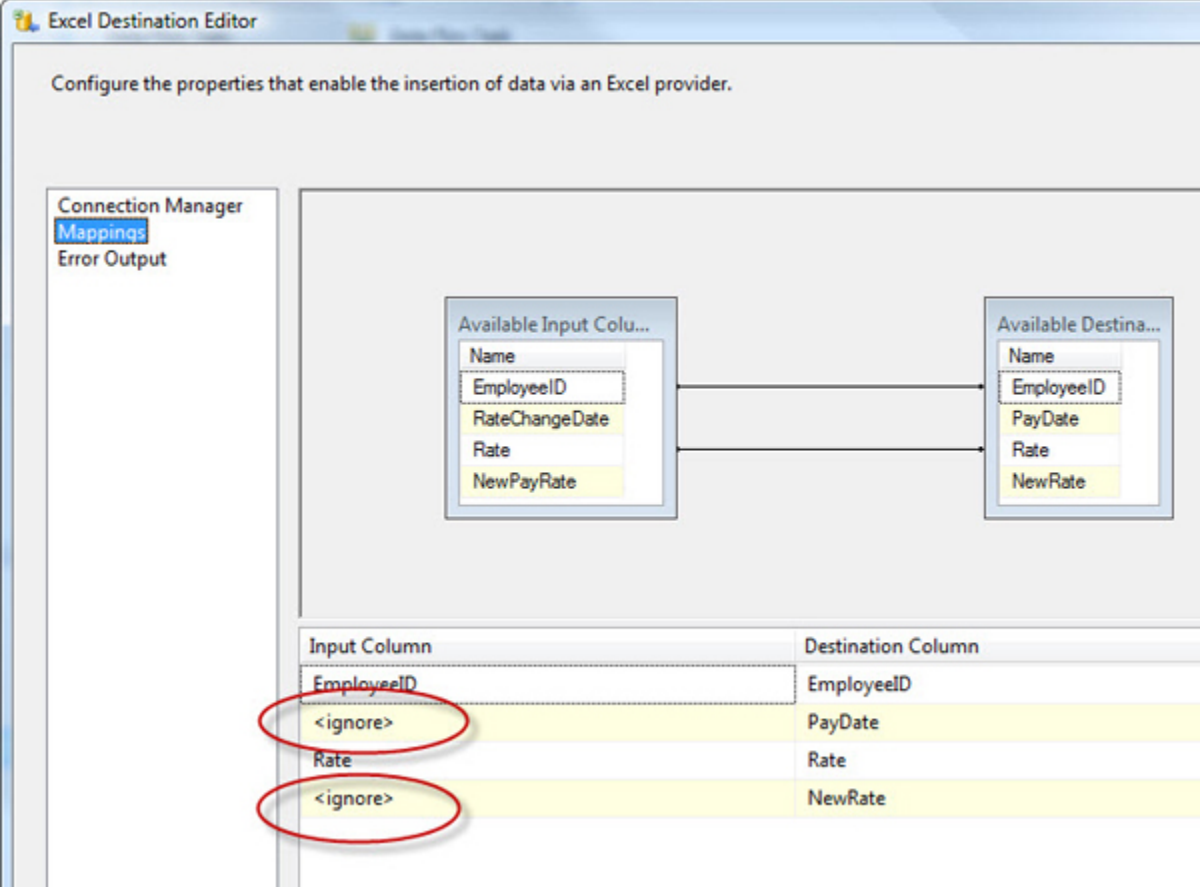 Excel Destination Editor
Configure the properties that enable the insertion of data via an Excel provider.
Connection Manager
Mappings
Error Output
Available Input Colu...
Name
EmployeeID
RateChangeDate
Rate
NewPayRate
Available Destina...
Name
EmployeeID
PayDate
Rate
NewRate
Input Column Destination Column
EmployeeID EmployeeID
<ignore> PayDate
Rate Rate
<ignore> NewRate